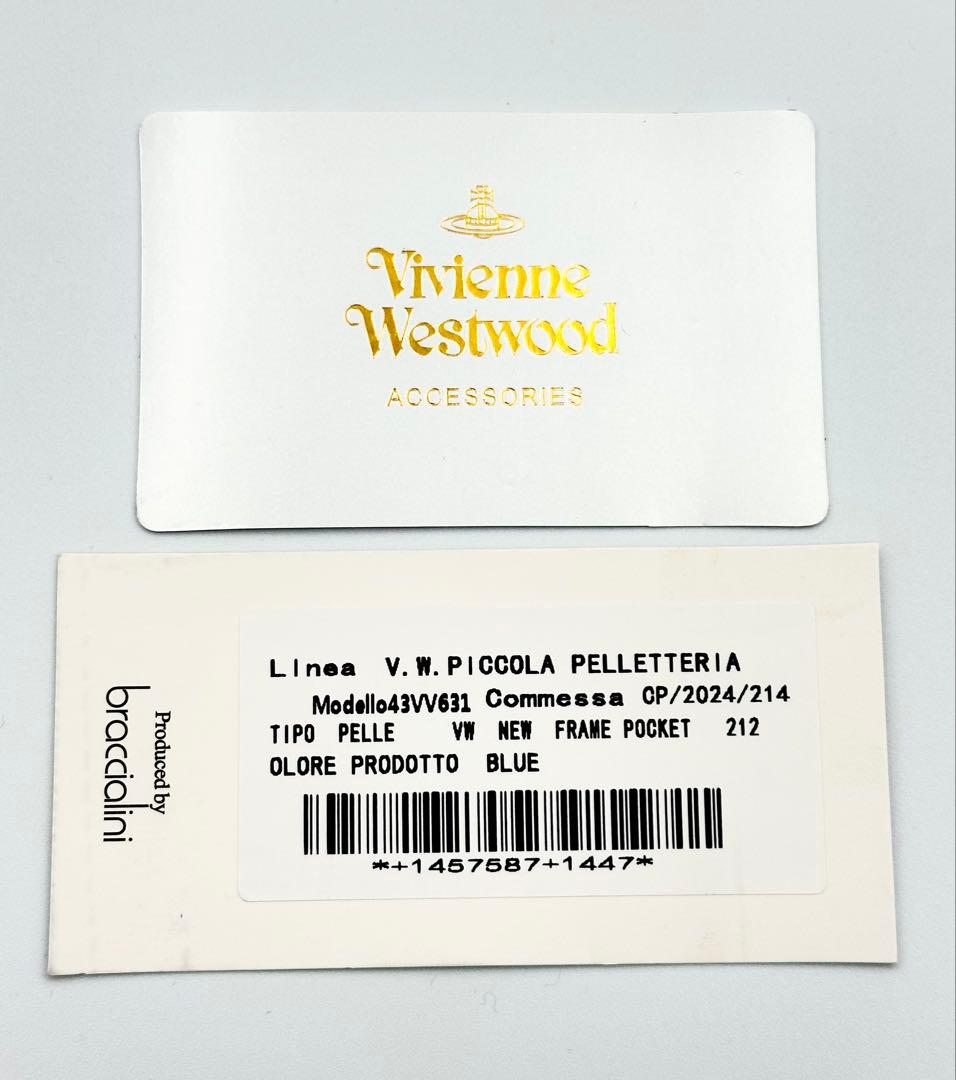 Vivienne
Westwood
ACCESSORIES
Linea V.W.PICCOLA PELLETTERIA
Modello43VV631 Commessa CP/2024/214
TIPO PELLE VW NEW FRAME POCKET 212
OLORE PRODOTTO BLUE
*+1457587+1447*
Produced by
braccialini